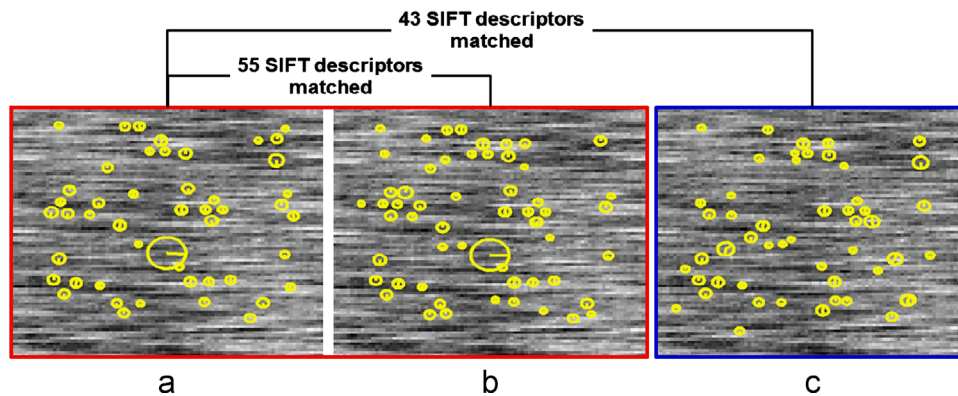 43 SIFT descriptors
matched
55 SIFT descriptors
matched
a
b
c